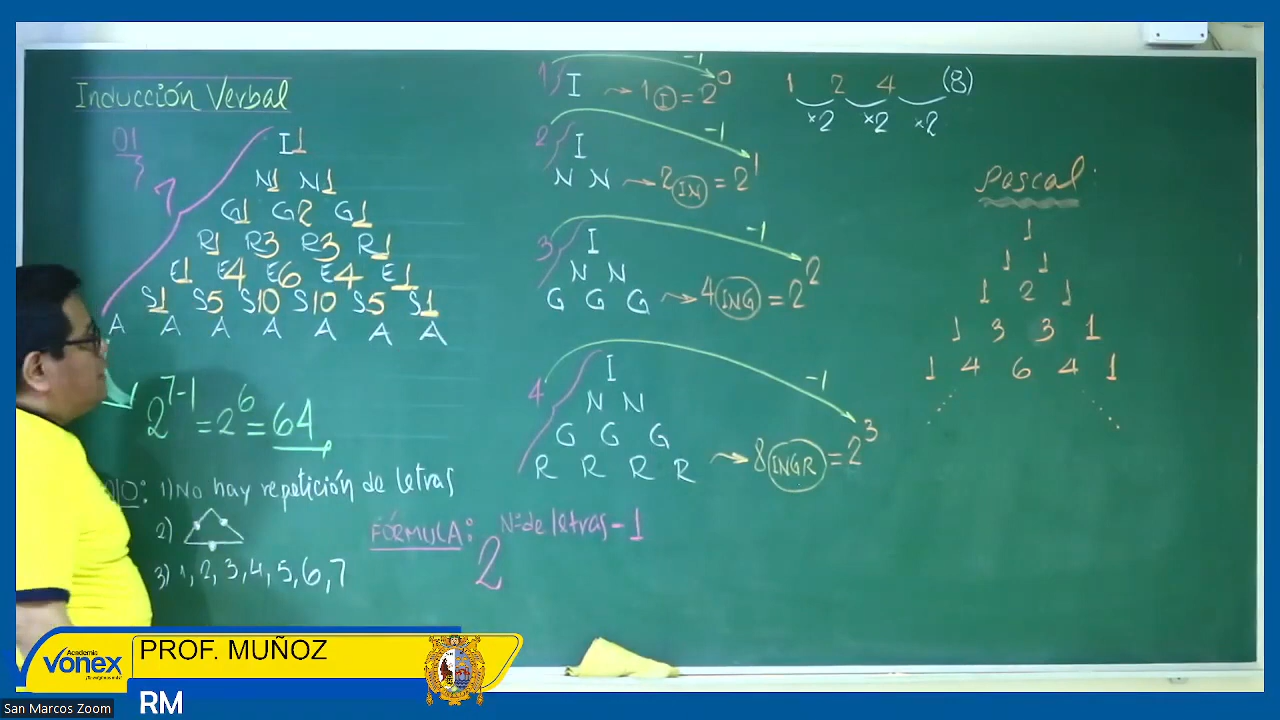 Inducción Verbal
01
7
I1
N1 N1
G1 G2 G1
R1 R3 R3 R1
E1 E4 E6 E4 E1
S1 S5 S10 S10 S5 S1
A A A A A A A
2^7-1 = 2^6 = 64
1) No hay repetición de letras
2)
3) 1, 2, 3, 4, 5, 6, 7
FÓRMULA: 2^N° de letras - 1
1 I → 1 I = 2^0
-1
2 I
N N → 2 IN = 2^1
-1
3 I
N N
G G G → 4 ING = 2^2
-1
4 I
N N
G G G
R R R R → 8 INGR = 2^3
-1
1 2 4 (8)
×2 ×2 ×2
Pascal:
1
1 1
1 2 1
1 3 3 1
1 4 6 4 1
Academia
Vonex
PROF. MUÑOZ
RM
San Marcos Zoom